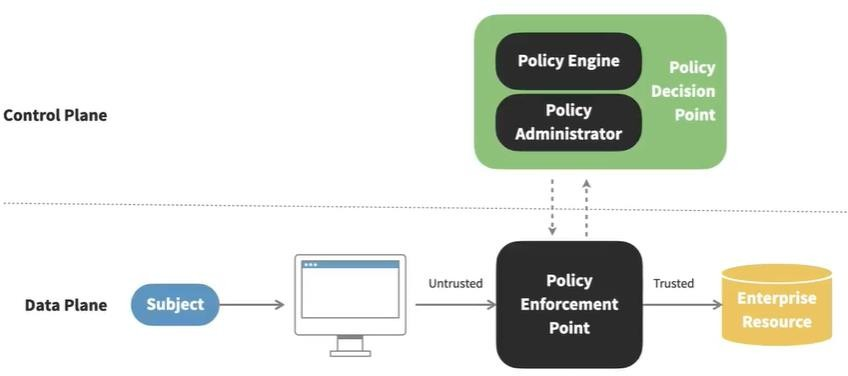 Policy Engine
Policy
Decision
Point
Control Plane
Policy
Administrator
Data Plane
Subject
Untrusted
Policy
Enforcement
Point
Trusted
Enterprise
Resource